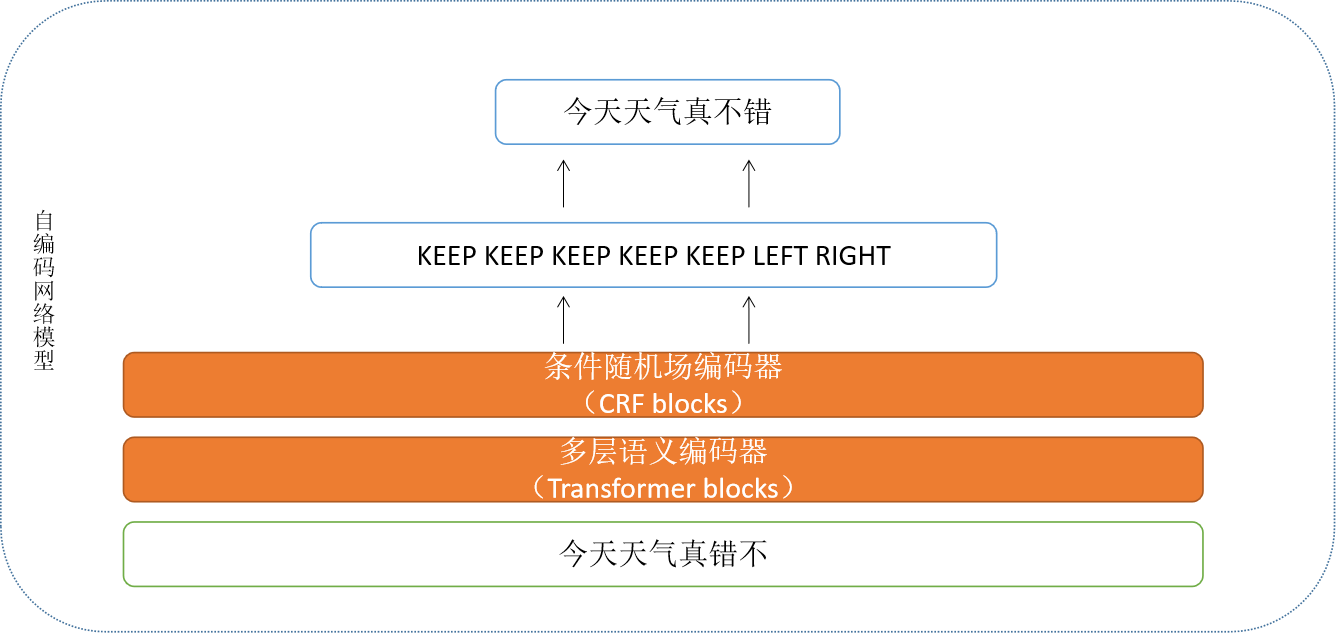 今天天气真不错
KEEP KEEP KEEP KEEP KEEP LEFT RIGHT
自编码网络模型
条件随机场编码器
（CRF blocks）
多层语义编码器
（Transformer blocks）
今天天气真错不